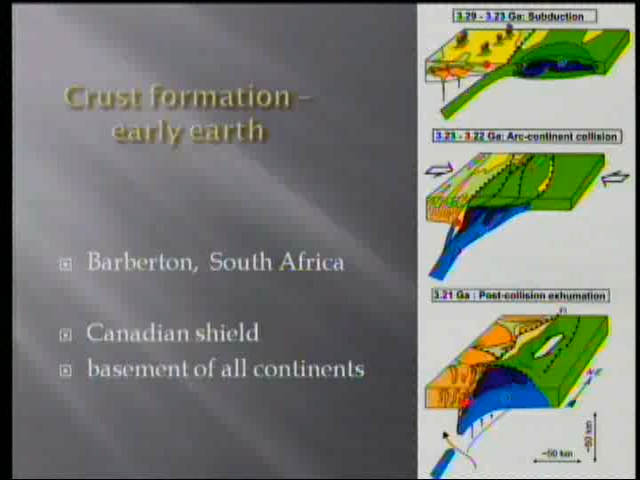 Crust formation –
early earth
Barberton, South Africa
Canadian shield
basement of all continents
3.29 - 3.23 Ga: Subduction
3.23 - 3.22 Ga: Arc-continent collision
3.21 Ga : Post-collision exhumation
~50 km
~50 km